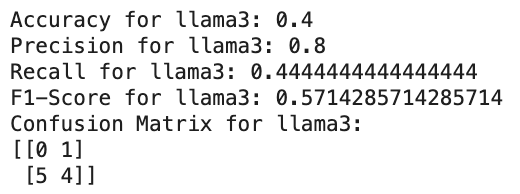 Accuracy for llama3: 0.4
Precision for llama3: 0.8
Recall for llama3: 0.4444444444444444
F1-Score for llama3: 0.5714285714285714
Confusion Matrix for llama3:
[[0 1]
 [5 4]]